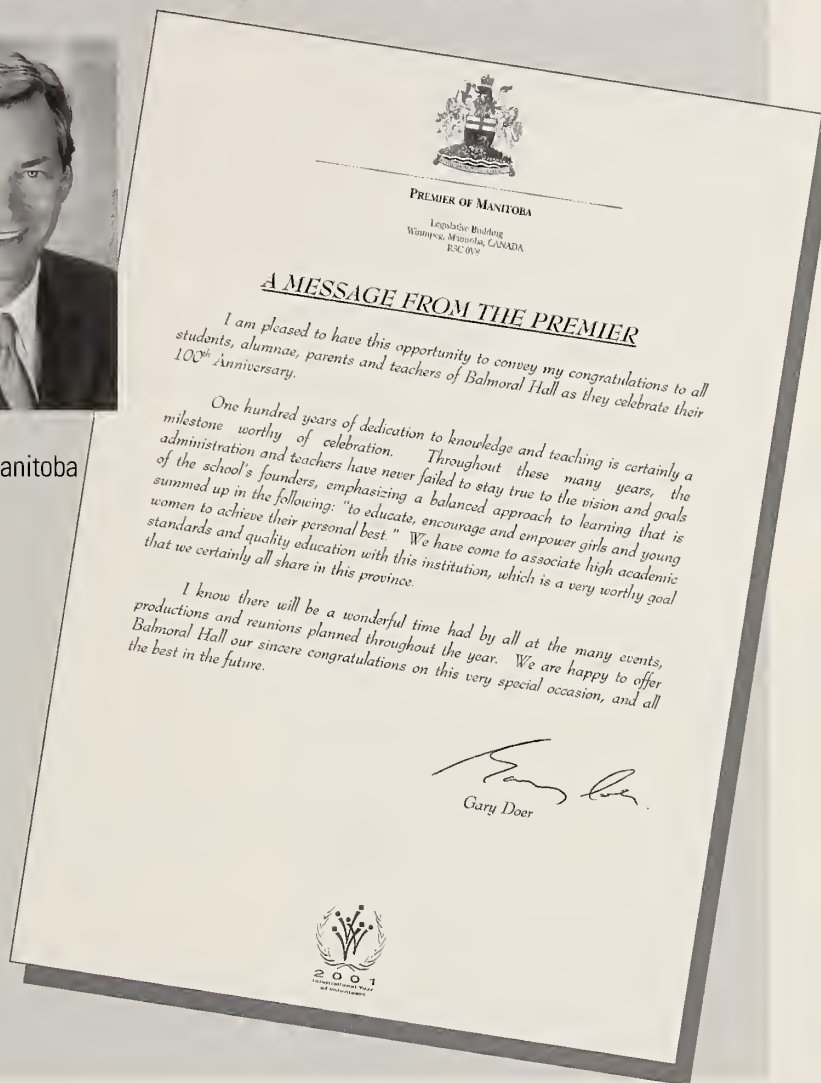 PREMIER OF MANITOBA
Legislative Building
Winnipeg, Manitoba, CANADA
R3C 0V8
A MESSAGE FROM THE PREMIER
I am pleased to have this opportunity to convey my congratulations to all
students, alumnae, parents and teachers of Balmoral Hall as they celebrate their
100th Anniversary.
One hundred years of dedication to knowledge and teaching is certainly a
milestone worthy of celebration. Throughout these many years, the
administration and teachers have never failed to stay true to the vision and goals
of the school's founders, emphasizing a balanced approach to learning that is
summed up in the following: "to educate, encourage and empower girls and young
women to achieve their personal best." We have come to associate high academic
standards and quality education with this institution, which is a very worthy goal
that we certainly all share in this province.
I know there will be a wonderful time had by all at the many events,
productions and reunions planned throughout the year. We are happy to offer
Balmoral Hall our sincere congratulations on this very special occasion, and all
the best in the future.
Gary Doer
Gary Doer
2001
International Year
of Volunteers
anitoba